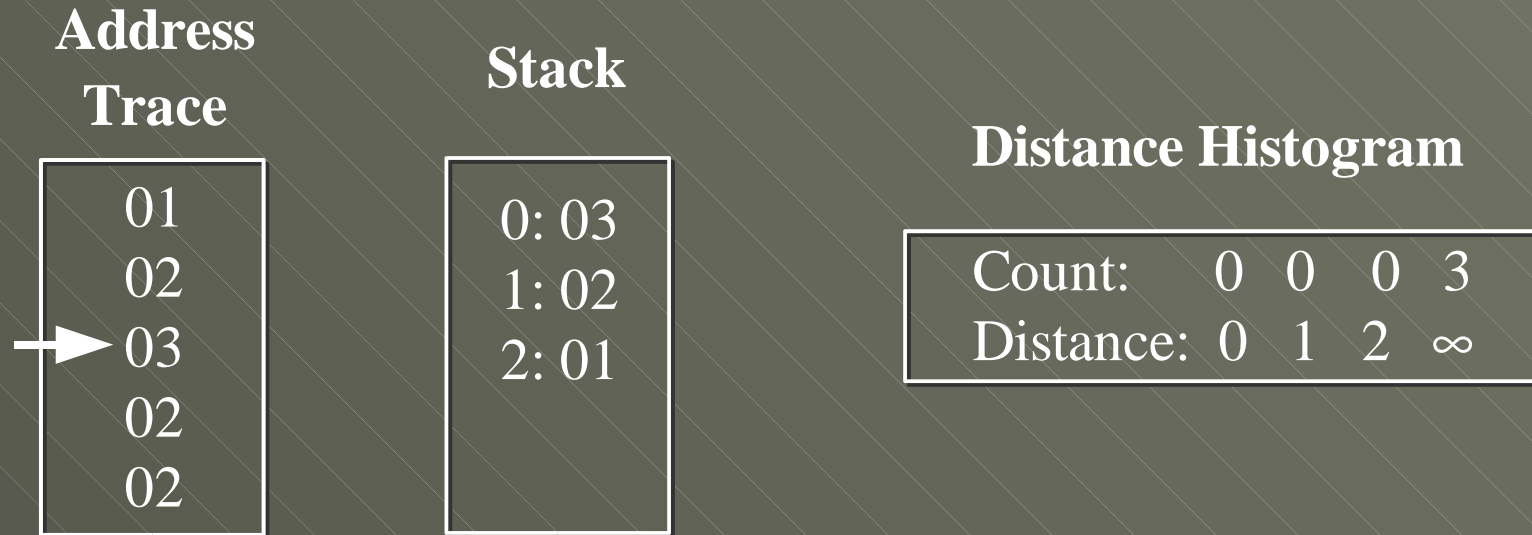 Address
Trace
01
02
03
02
02
Stack
0: 03
1: 02
2: 01
Distance Histogram
Count: 0 0 0 3
Distance: 0 1 2 ∞